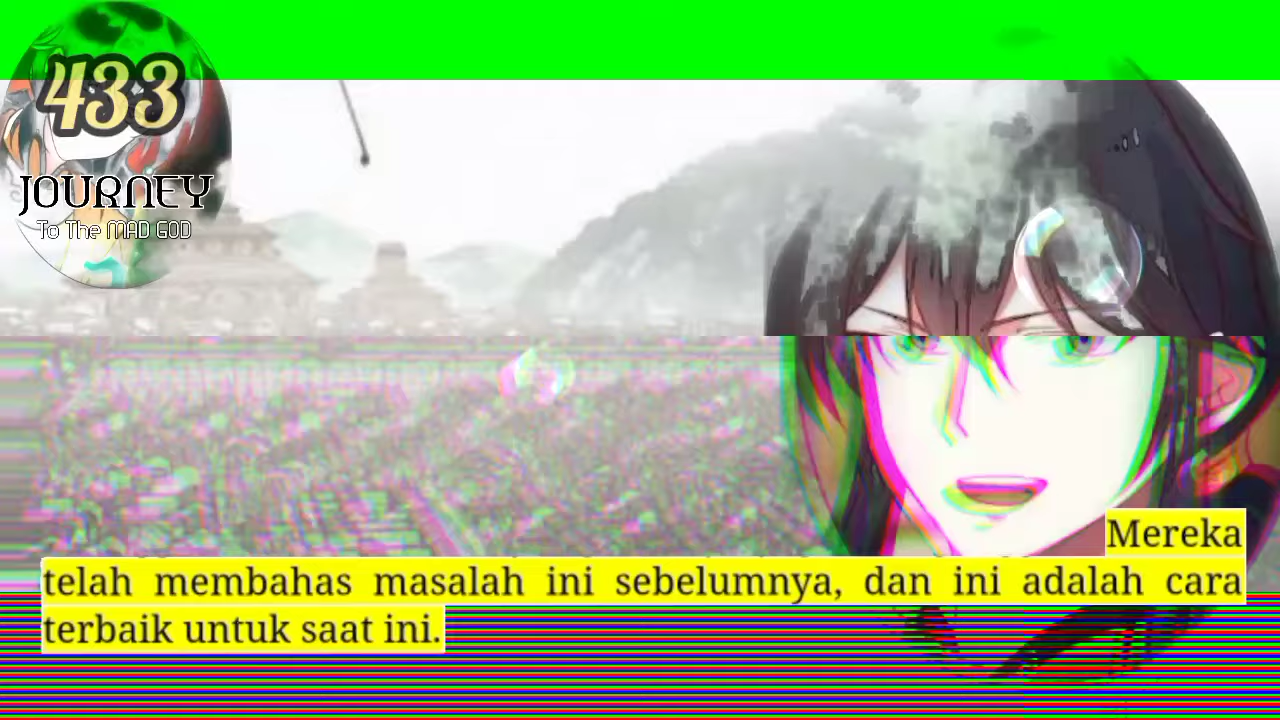 433
JOURNEY
To The MAD GOD
Mereka
telah membahas masalah ini sebelumnya, dan ini adalah cara
terbaik untuk saat ini.